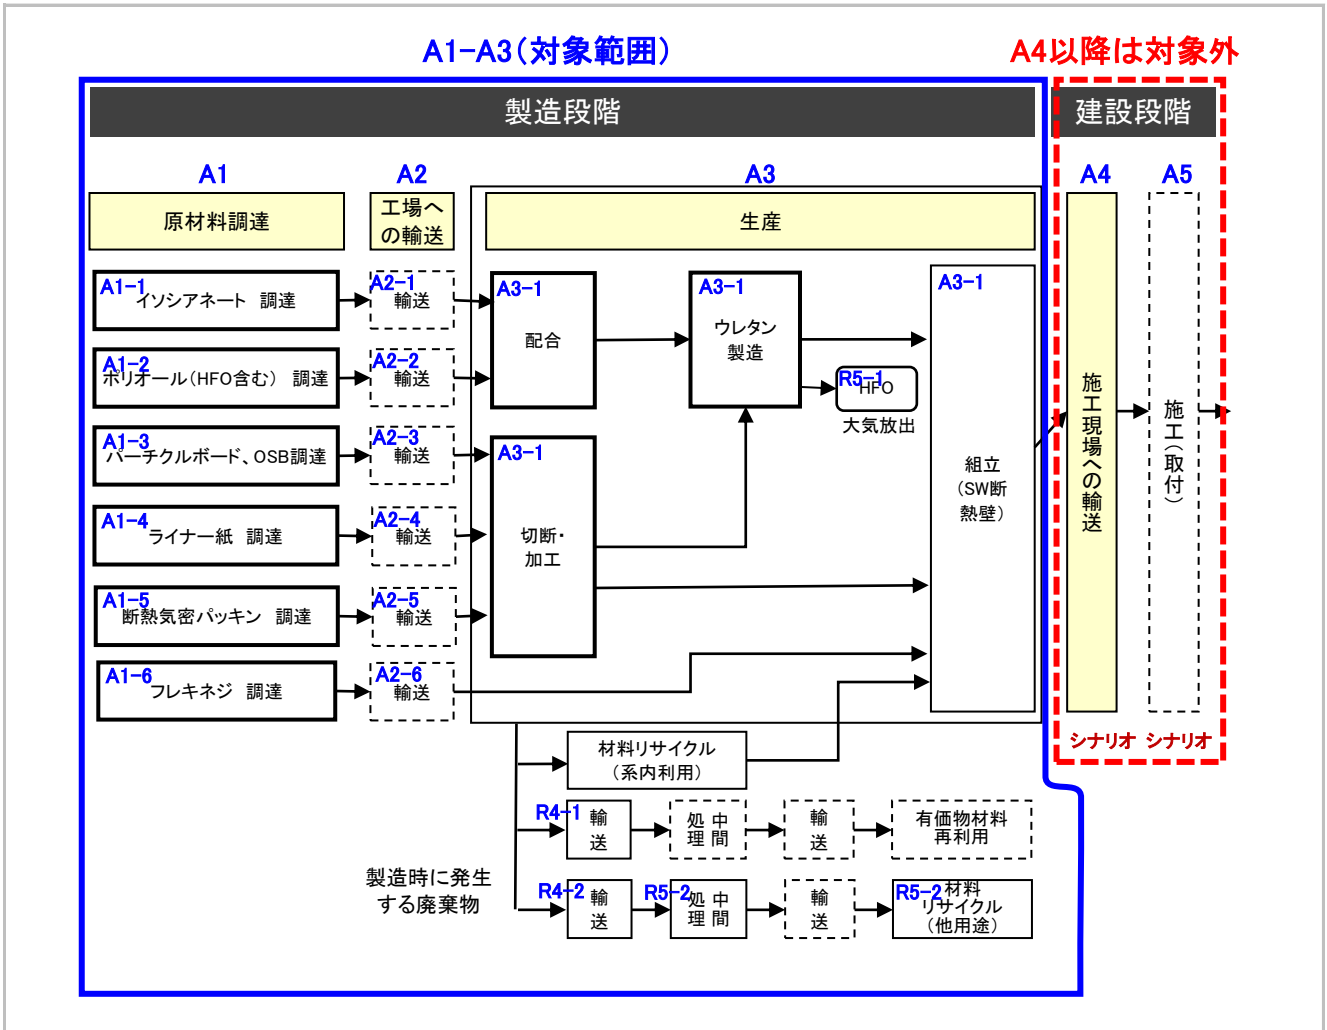 A1-A3(対象範囲)
A4以降は対象外
製造段階
建設段階
A1
A2
A3
A4
A5
原材料調達
工場へ
の輸送
生産
A1-1
イソシアネート 調達
A2-1
輸送
A1-2
ポリオール(HFO含む) 調達
A2-2
輸送
A1-3
パーチクルボード、OSB調達
A2-3
輸送
A1-4
ライナー紙 調達
A2-4
輸送
A1-5
断熱気密パッキン 調達
A2-5
輸送
A1-6
フレキネジ 調達
A2-6
輸送
A3-1
配合
A3-1
切断・
加工
A3-1
ウレタン
製造
R5-1
HFO
大気放出
A3-1
組立
(SW断
熱壁)
施工現場への輸送
施工(取付)
シナリオ
シナリオ
材料リサイクル
(系内利用)
製造時に発生
する廃棄物
R4-1
輸
送
処 中
理 間
輸
送
有価物材料
再利用
R4-2
輸
送
R5-2
処 中
理 間
輸
送
R5-2
材料
リサイクル
(他用途)